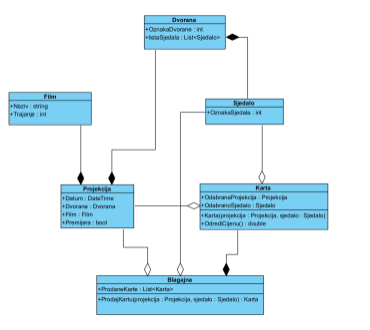 Dvorana
+OznakaDvorane : int
+listaSjedala : List<Sjedalo>
Film
+Naziv : string
+Trajanje : int
Sjedalo
+OznakaSjedala : int
Projekcija
+Datum : DateTime
+Dvorana : Dvorana
+Film : Film
+Premijera : bool
Karta
+OdabranaProjekcija : Projekcija
+OdabranoSjedalo : Sjedalo
+Karta(projekcija : Projekcija, sjedalo : Sjedalo)
+OdrediCijenu() : double
Blagajna
+ProdaneKarte : List<Karta>
+ProdajKartu(projekcija : Projekcija, sjedalo : Sjedalo) : Karta